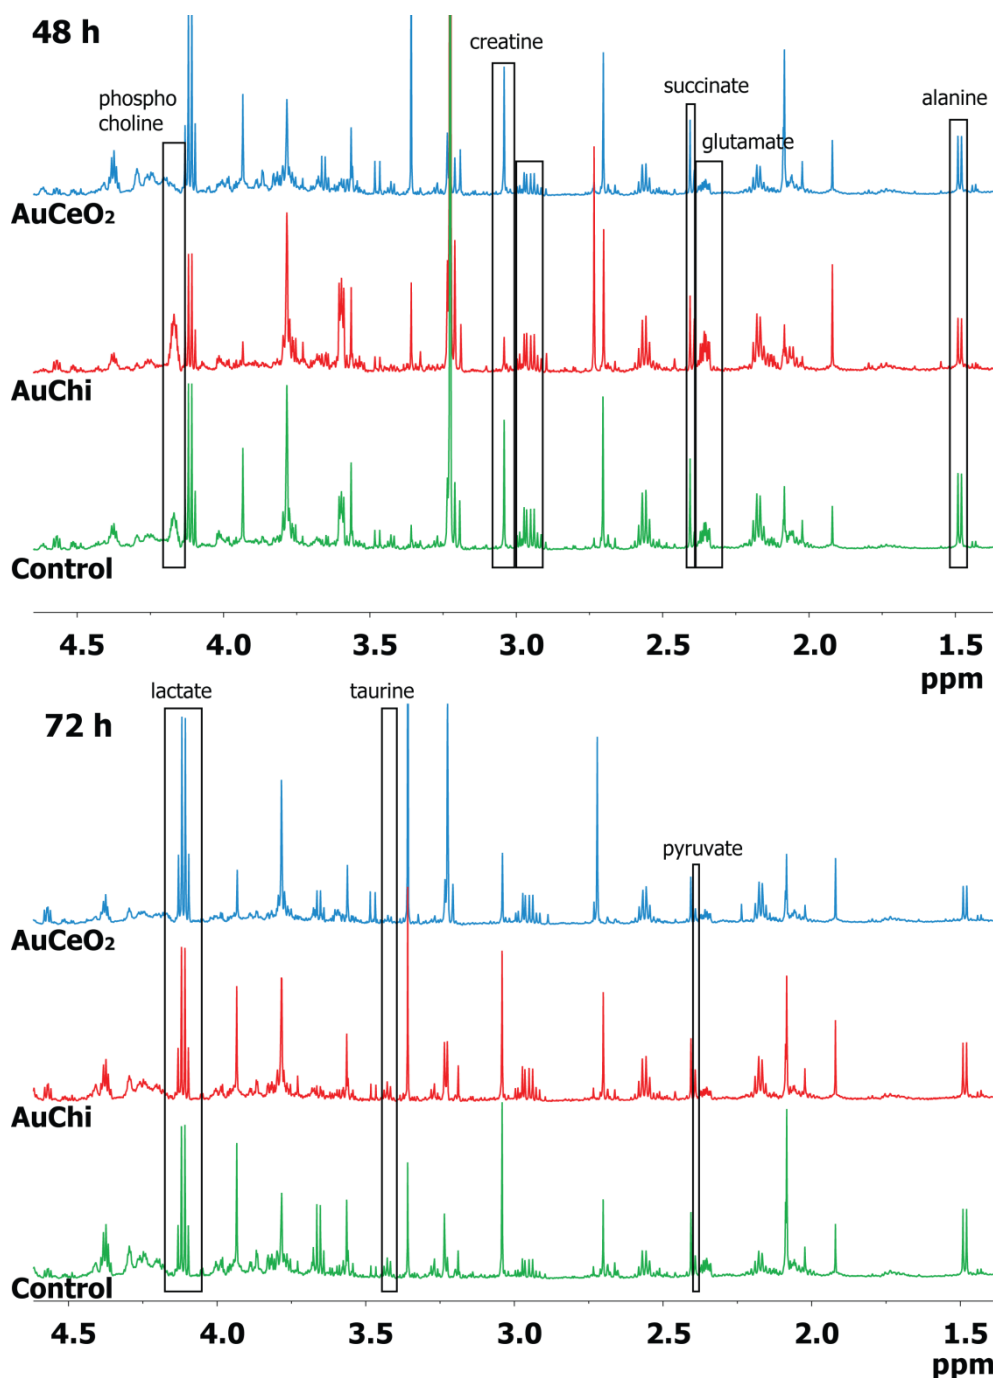 48 h
creatine
phospho
choline
succinate
alanine
glutamate
AuCeO₂
AuChi
Control
4.5 4.0 3.5 3.0 2.5 2.0 1.5
ppm
lactate
taurine
72 h
pyruvate
AuCeO₂
AuChi
Control
4.5 4.0 3.5 3.0 2.5 2.0 1.5
ppm